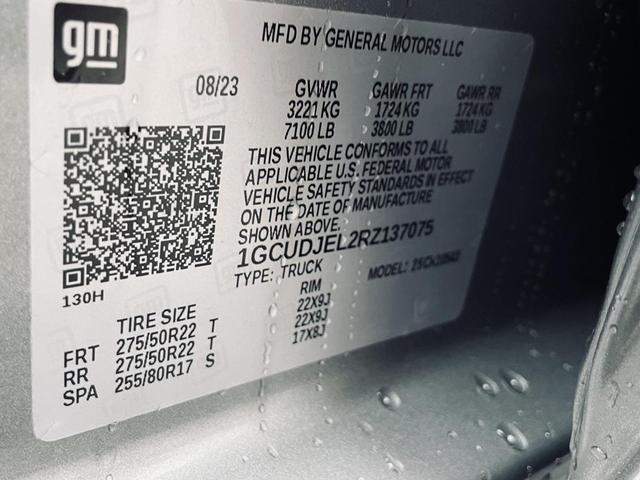 gm
MFD BY GENERAL MOTORS LLC
08/23 GVWR GAWR FRT GAWR RR
3221 KG 1724 KG 1724 KG
7100 LB 3800 LB 3800 LB
THIS VEHICLE CONFORMS TO ALL
APPLICABLE U.S. FEDERAL MOTOR
VEHICLE SAFETY STANDARDS IN EFFECT
ON THE DATE OF MANUFACTURE
SHOWN ABOVE.
1GCUDJEL2RZ137075
TYPE: TRUCK MODEL:
130H
TIRE SIZE RIM
FRT 275/50R22 T 22X9J
RR 275/50R22 T 22X9J
SPA 255/80R17 S 17X8J